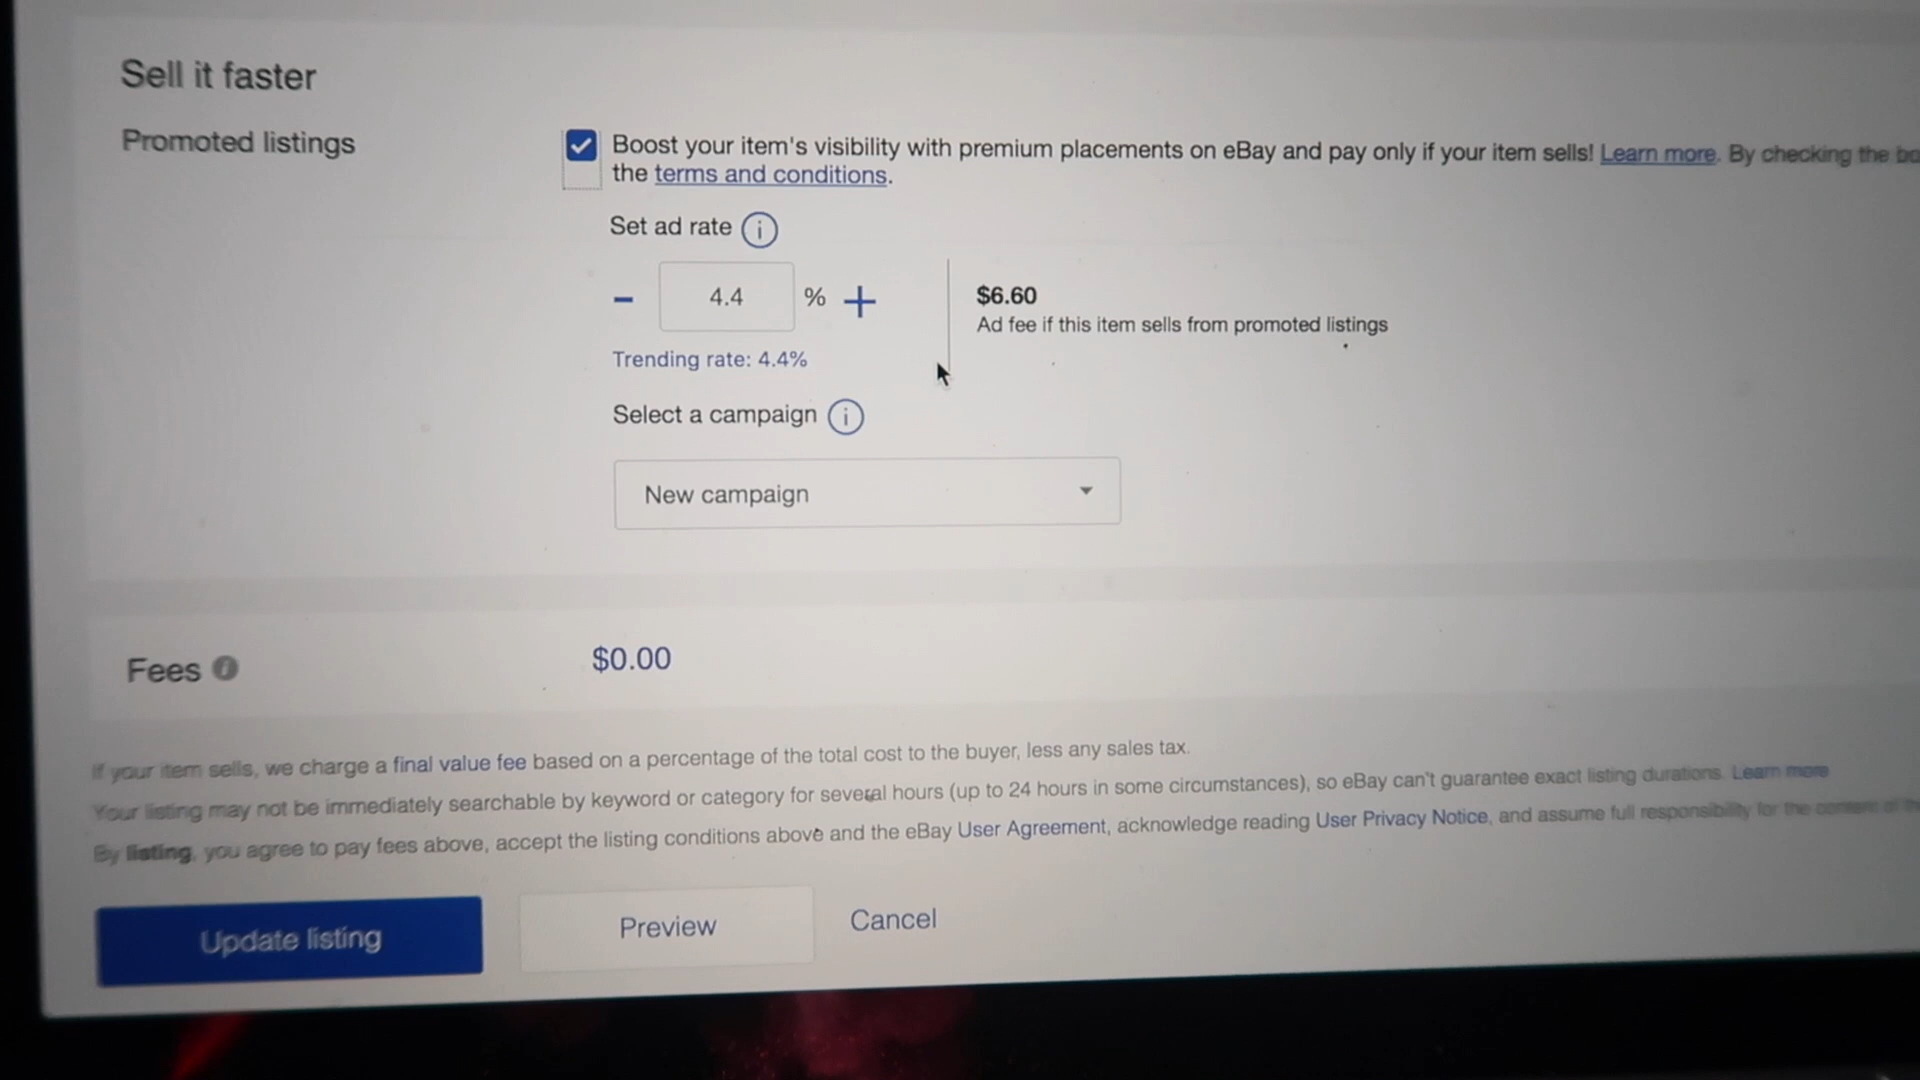 Sell it faster
Promoted listings
Boost your item's visibility with premium placements on eBay and pay only if your item sells! Learn more. By checking the
the terms and conditions.
Set ad rate i
- 4.4 % +
$6.60
Ad fee if this item sells from promoted listings
Trending rate: 4.4%
Select a campaign i
New campaign
Fees i
$0.00
If your item sells, we charge a final value fee based on a percentage of the total cost to the buyer, less any sales tax.
Your listing may not be immediately searchable by keyword or category for several hours (up to 24 hours in some circumstances), so eBay can't guarantee exact listing durations. Learn more
By listing, you agree to pay fees above, accept the listing conditions above and the eBay User Agreement, acknowledge reading User Privacy Notice, and assume full responsibility for the content of
Update listing
Preview
Cancel